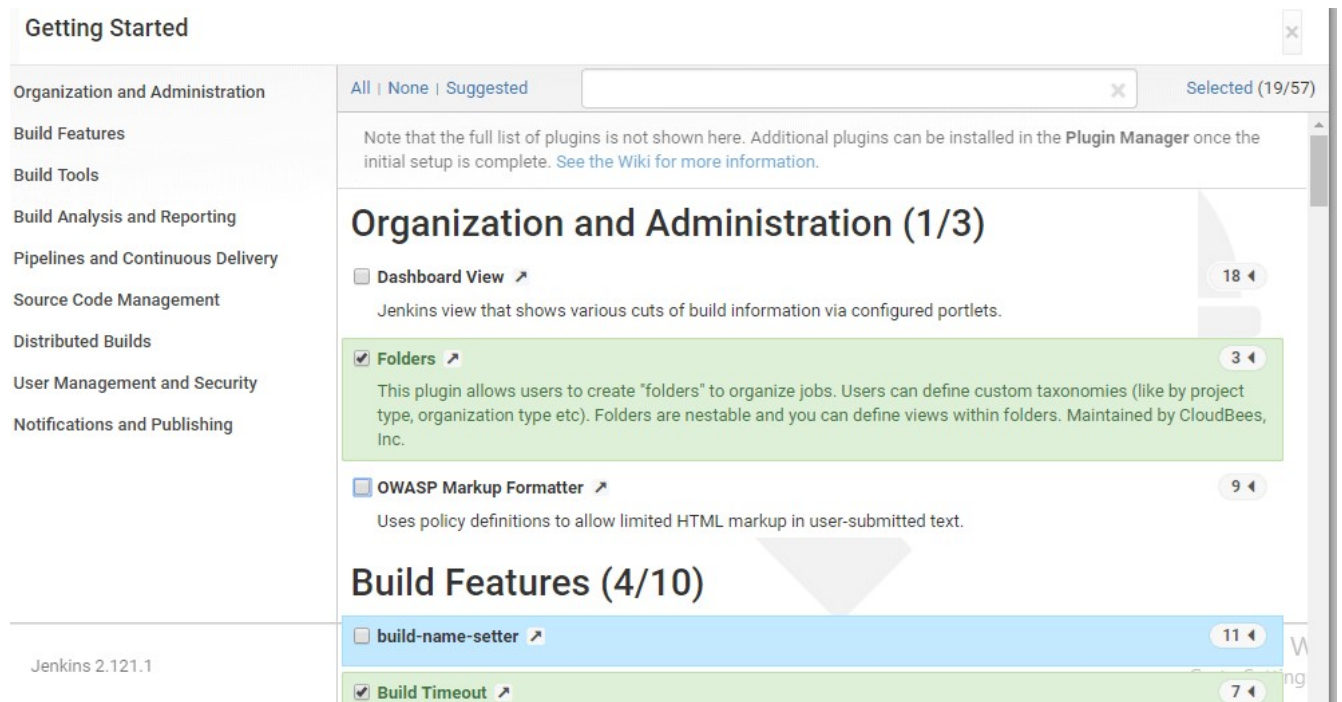 Getting Started
Organization and Administration
Build Features
Build Tools
Build Analysis and Reporting
Pipelines and Continuous Delivery
Source Code Management
Distributed Builds
User Management and Security
Notifications and Publishing
Jenkins 2.121.1
All | None | Suggested
Selected (19/57)
Note that the full list of plugins is not shown here. Additional plugins can be installed in the Plugin Manager once the
initial setup is complete. See the Wiki for more information.
Organization and Administration (1/3)
Dashboard View 18
Jenkins view that shows various cuts of build information via configured portlets.
Folders 3
This plugin allows users to create "folders" to organize jobs. Users can define custom taxonomies (like by project
type, organization type etc). Folders are nestable and you can define views within folders. Maintained by CloudBees,
Inc.
OWASP Markup Formatter 9
Uses policy definitions to allow limited HTML markup in user-submitted text.
Build Features (4/10)
build-name-setter 11
Build Timeout 7